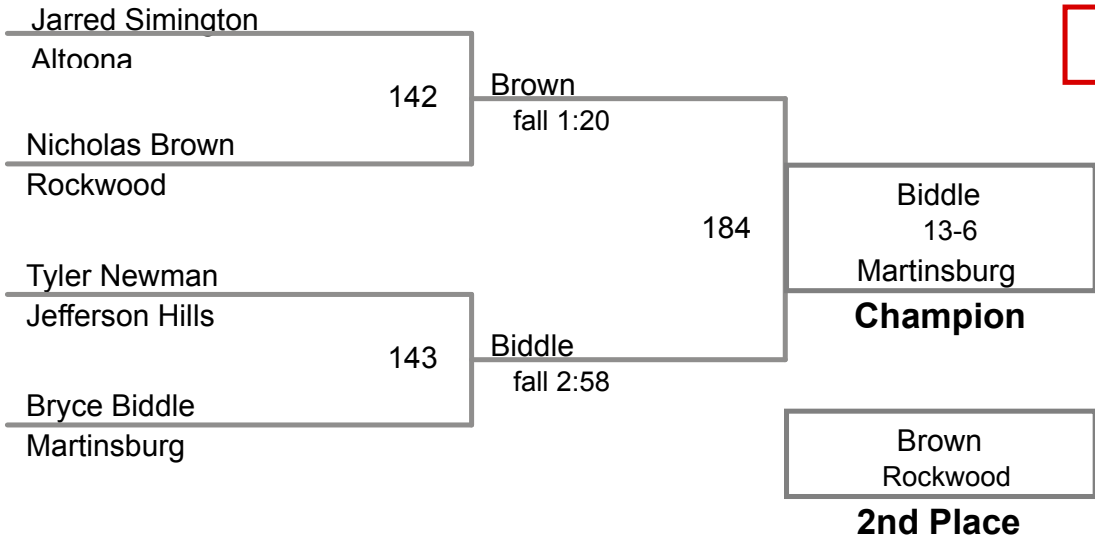 Jarred Simington
Altoona
142
Brown
fall 1:20
Nicholas Brown
Rockwood
184
Biddle
13-6
Martinsburg
Champion
Tyler Newman
Jefferson Hills
143
Biddle
fall 2:58
Bryce Biddle
Martinsburg
Brown
Rockwood
2nd Place